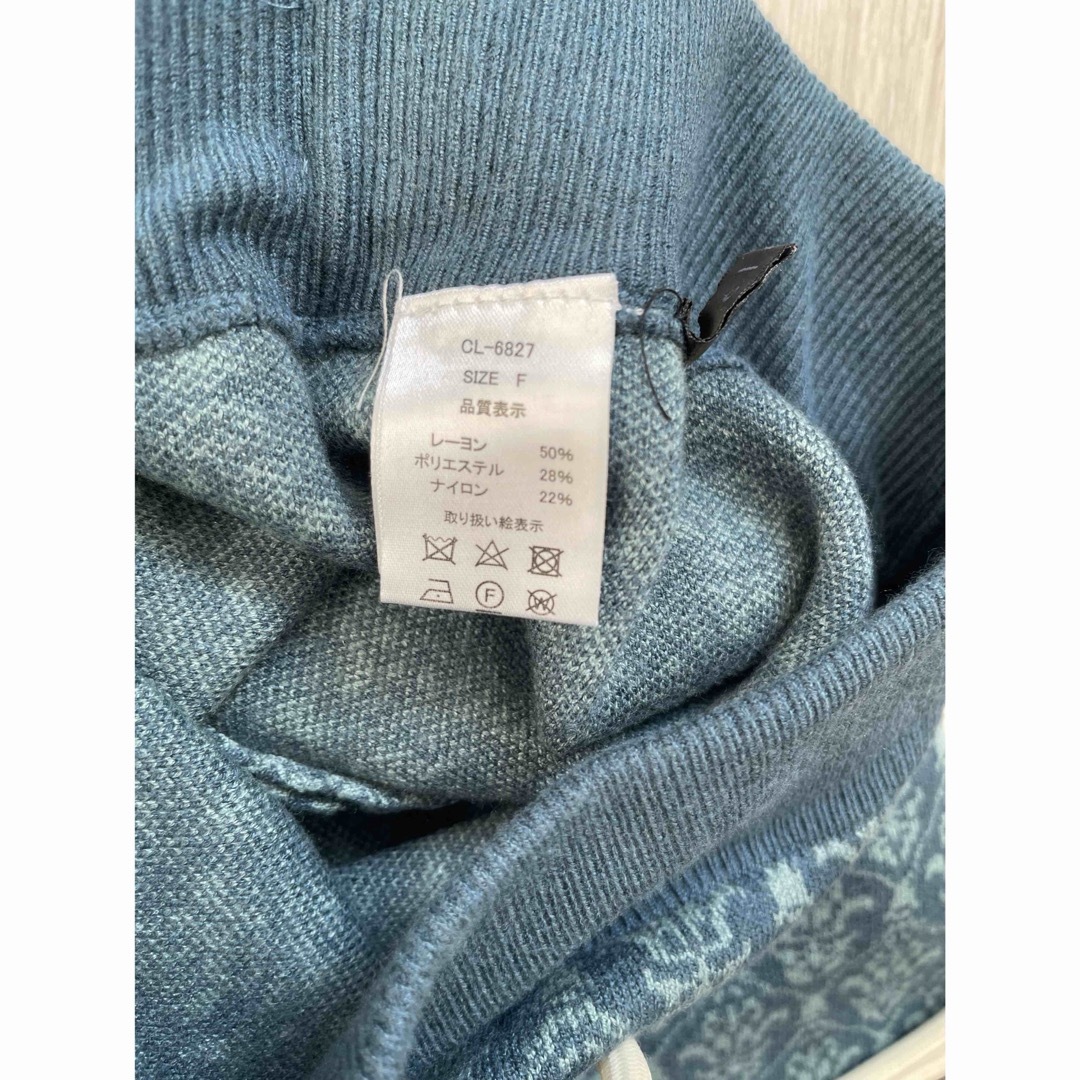 CL-6827
SIZE F
品質表示
レーヨン 50%
ポリエステル 28%
ナイロン 22%
取り扱い絵表示
F
W